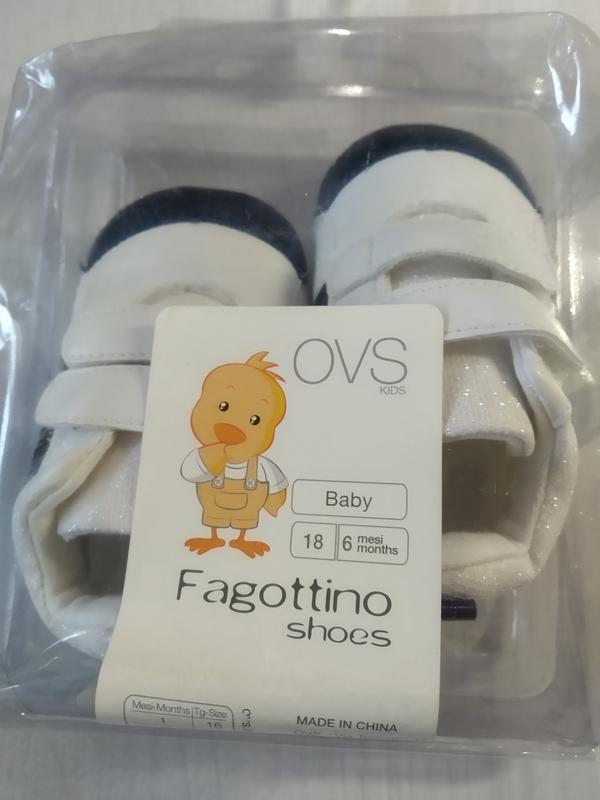 OVS
KIDS
Baby
18 6 mesi
months
Fagottino
shoes
Mesi-Months Tg-Size
1 16
MADE IN CHINA